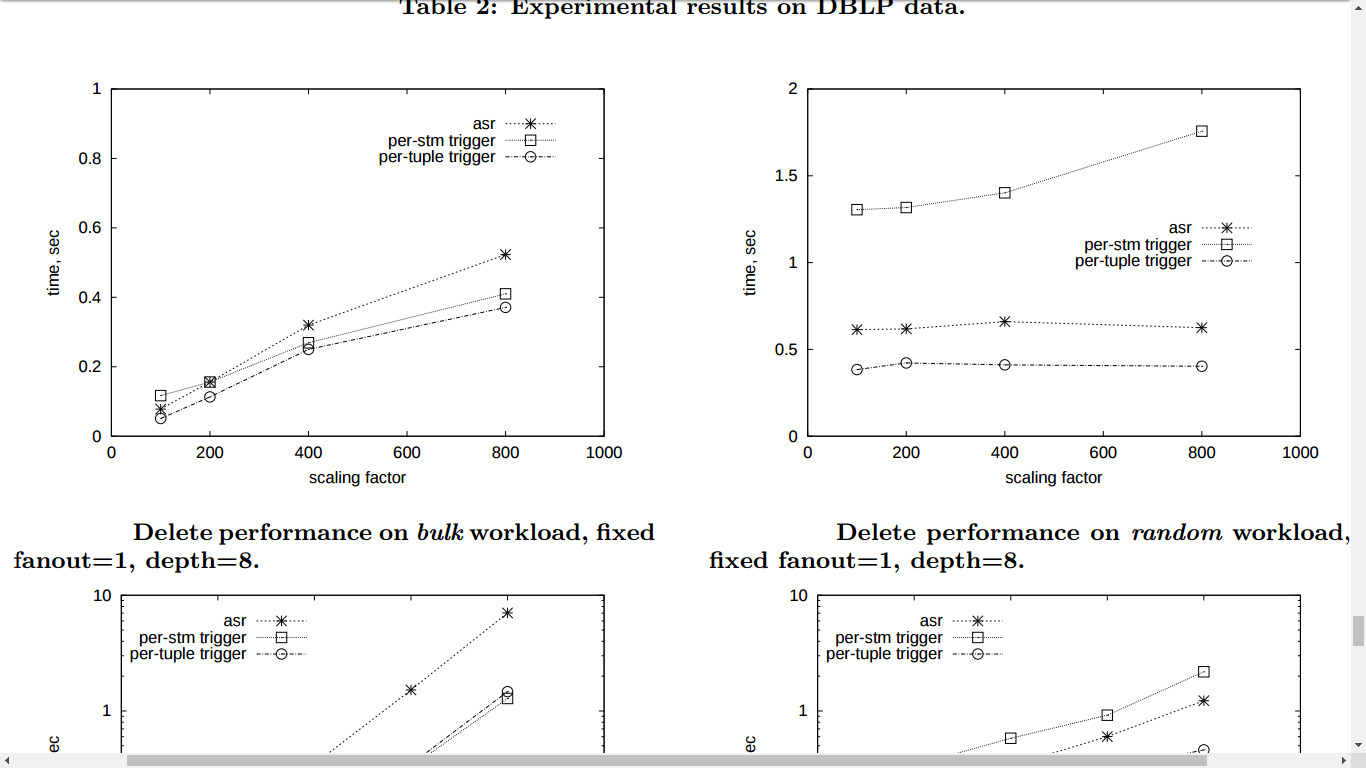 Table 2: Experimental results on DBLP data.
1
0.8
0.6
0.4
0.2
0
time, sec
asr
per-stm trigger
per-tuple trigger
0 200 400 600 800 1000
scaling factor
Delete performance on bulk workload, fixed
fanout=1, depth=8.
2
1.5
1
0.5
0
time, sec
asr
per-stm trigger
per-tuple trigger
0 200 400 600 800 1000
scaling factor
Delete performance on random workload,
fixed fanout=1, depth=8.
10
1
ec
asr
per-stm trigger
per-tuple trigger
10
1
ec
asr
per-stm trigger
per-tuple trigger